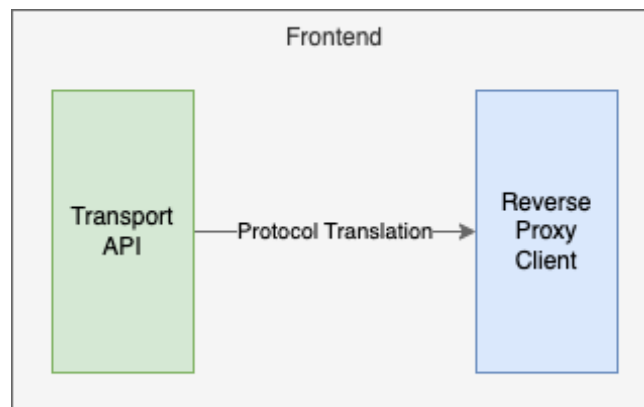 Frontend
Transport
API
Protocol Translation
Reverse
Proxy
Client